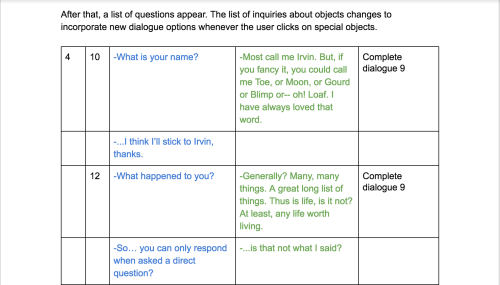 After that, a list of questions appear. The list of inquiries about objects changes to
incorporate new dialogue options whenever the user clicks on special objects.
4
10
-What is your name?
-Most call me Irvin. But, if
you fancy it, you could call
me Toe, or Moon, or Gourd
or Blimp or-- oh! Loaf. I
have always loved that
word.
Complete
dialogue 9
-...I think I'll stick to Irvin,
thanks.
12
-What happened to you?
-Generally? Many, many
things. A great long list of
things. Thus is life, is it not?
At least, any life worth
living.
Complete
dialogue 9
-So… you can only respond
when asked a direct
question?
-...is that not what I said?